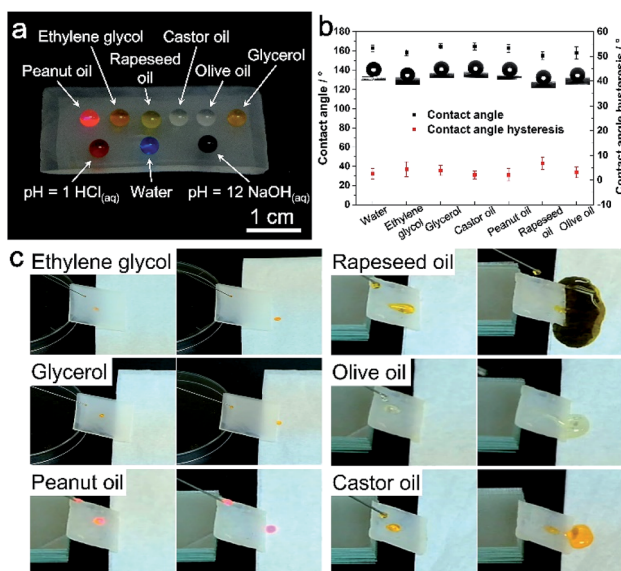 a
Ethylene glycol
Castor oil
Peanut oil
Rapeseed
oil
Olive oil
Glycerol
pH = 1 HCl(aq)
Water
pH = 12 NaOH(aq)
1 cm
b
Contact angle / °
180
160
140
120
100
80
60
40
20
0
Contact angle
Contact angle hysteresis
60
50
40
30
20
10
0
-10
Contact angle hysteresis / °
Water
Ethylene
glycol
Glycerol
Castor oil
Peanut oil
Rapeseed
oil
Olive oil
c
Ethylene glycol
Rapeseed oil
Glycerol
Olive oil
Peanut oil
Castor oil